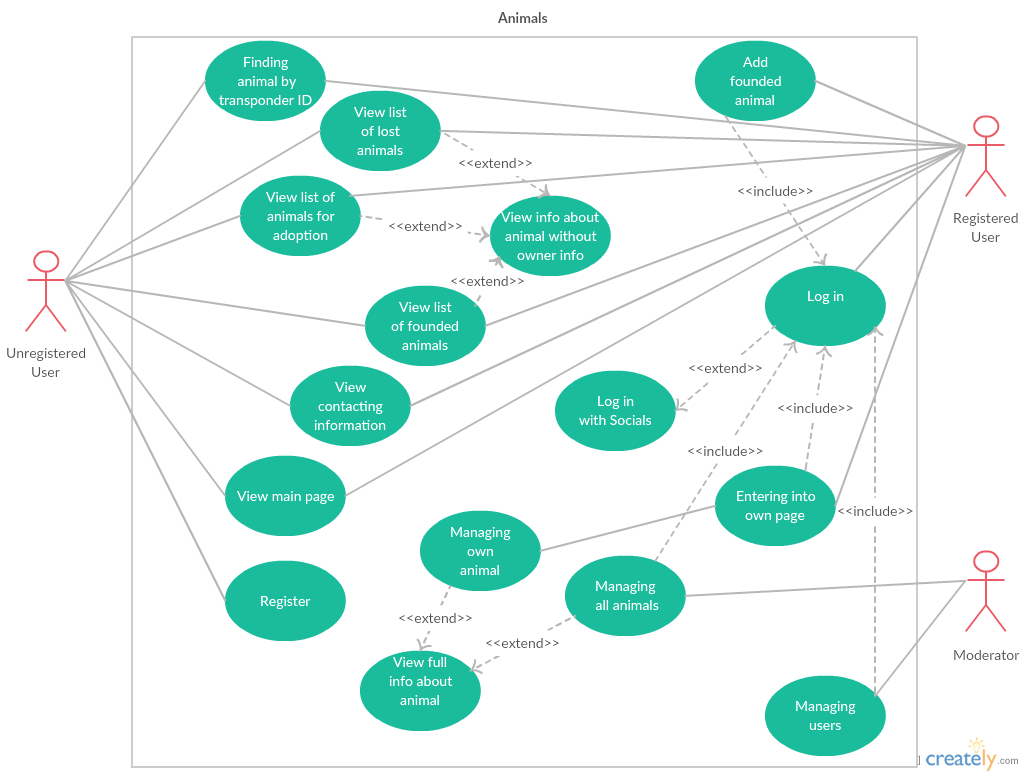 Animals
Finding
animal by
transponder ID
Add
founded
animal
View list
of lost
animals
<<extend>>
<<include>>
View list of
animals for
adoption
<<extend>>
View info about
animal without
owner info
Registered
User
<<extend>>
Log in
View list
of founded
animals
Unregistered
User
<<extend>>
View
contacting
information
Log in
with Socials
<<include>>
<<include>>
View main page
Entering into
own page
<<include>>
Managing
own
animal
Managing
all animals
Register
<<extend>>
<<extend>>
Moderator
View full
info about
animal
Managing
users
creately.com